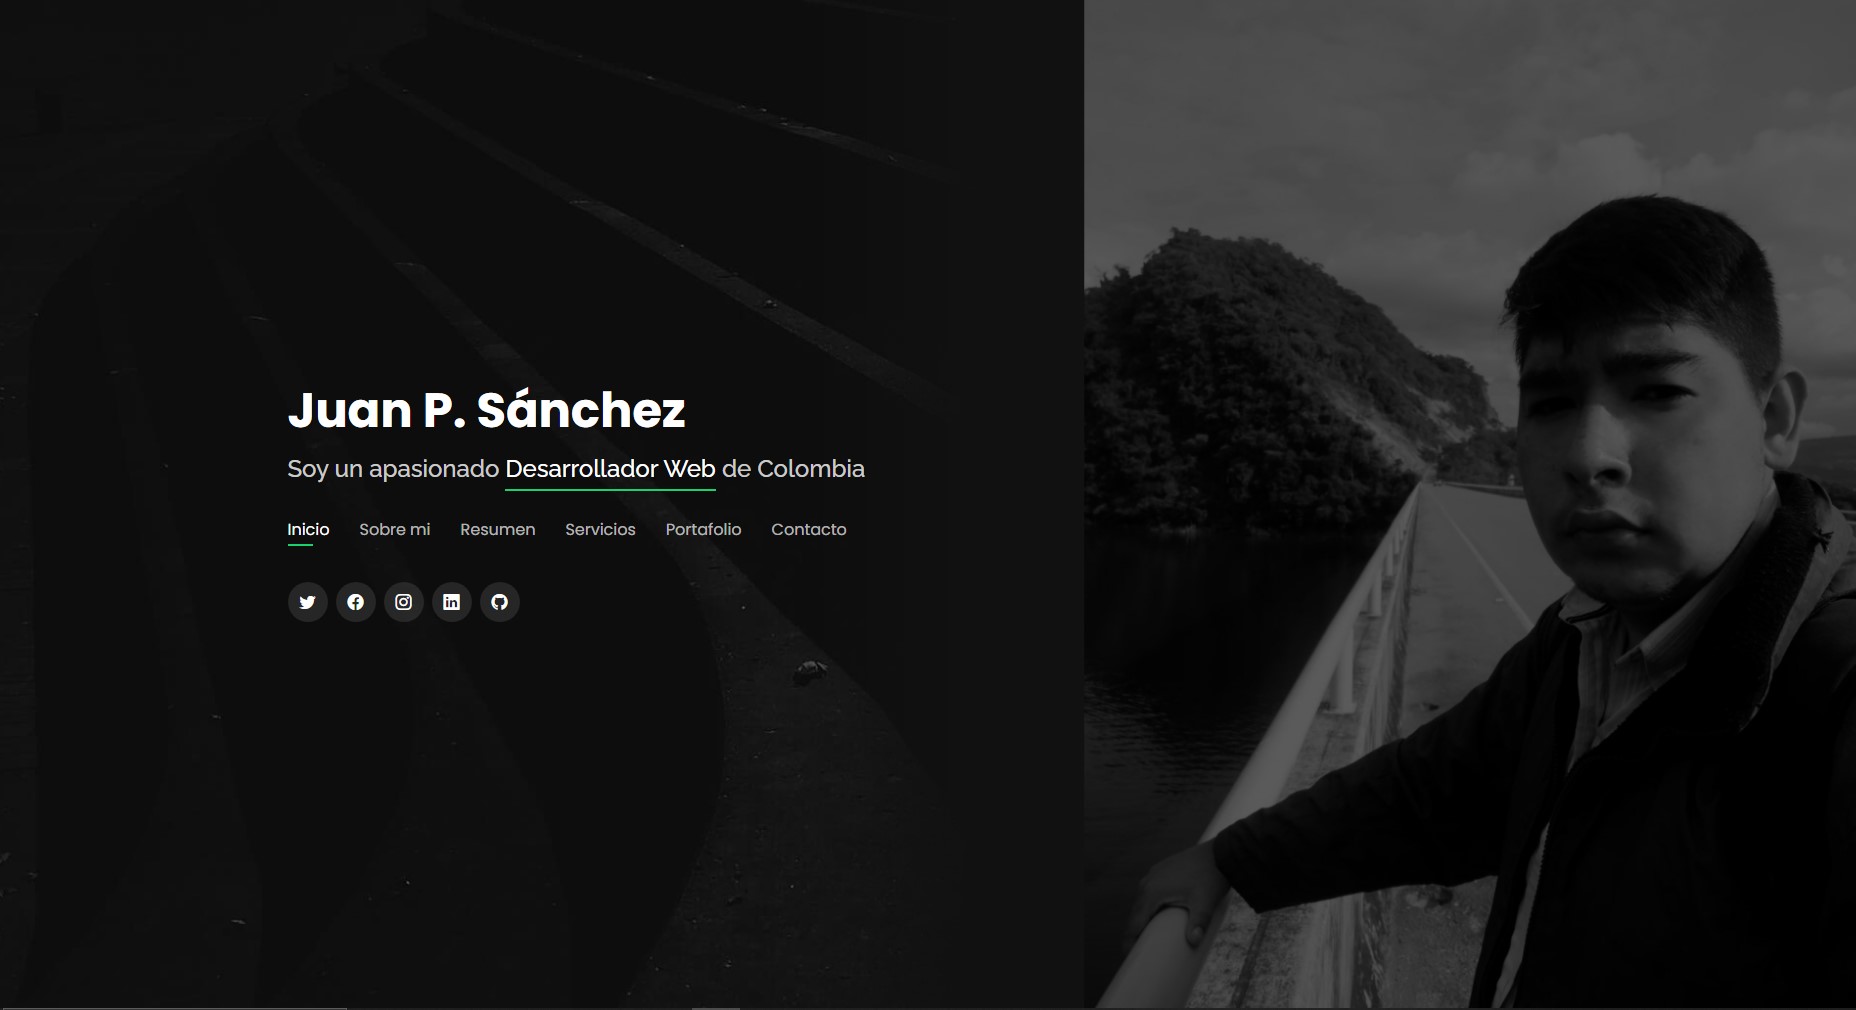 Juan P. Sánchez
Soy un apasionado Desarrollador Web de Colombia
Inicio Sobre mi Resumen Servicios Portafolio Contacto